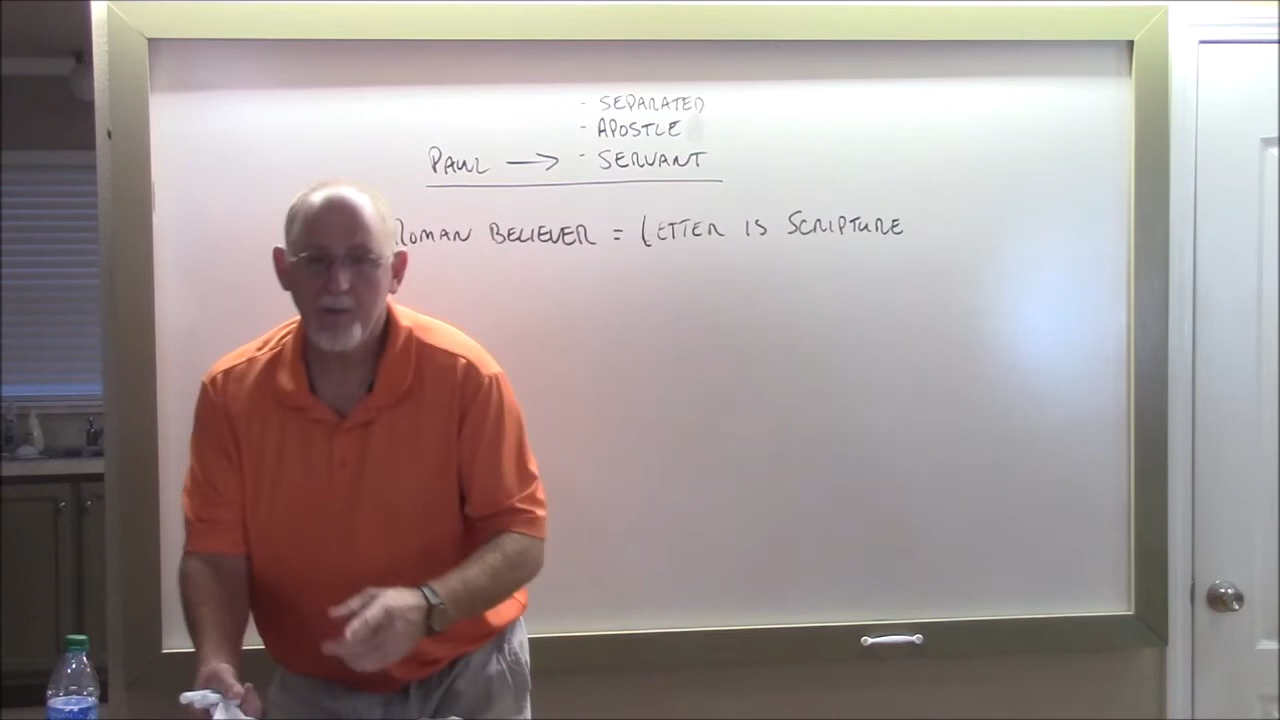 - SEPARATED
- APOSTLE
PAUL → - SERVANT
ROMAN BELIEVER = LETTER IS SCRIPTURE